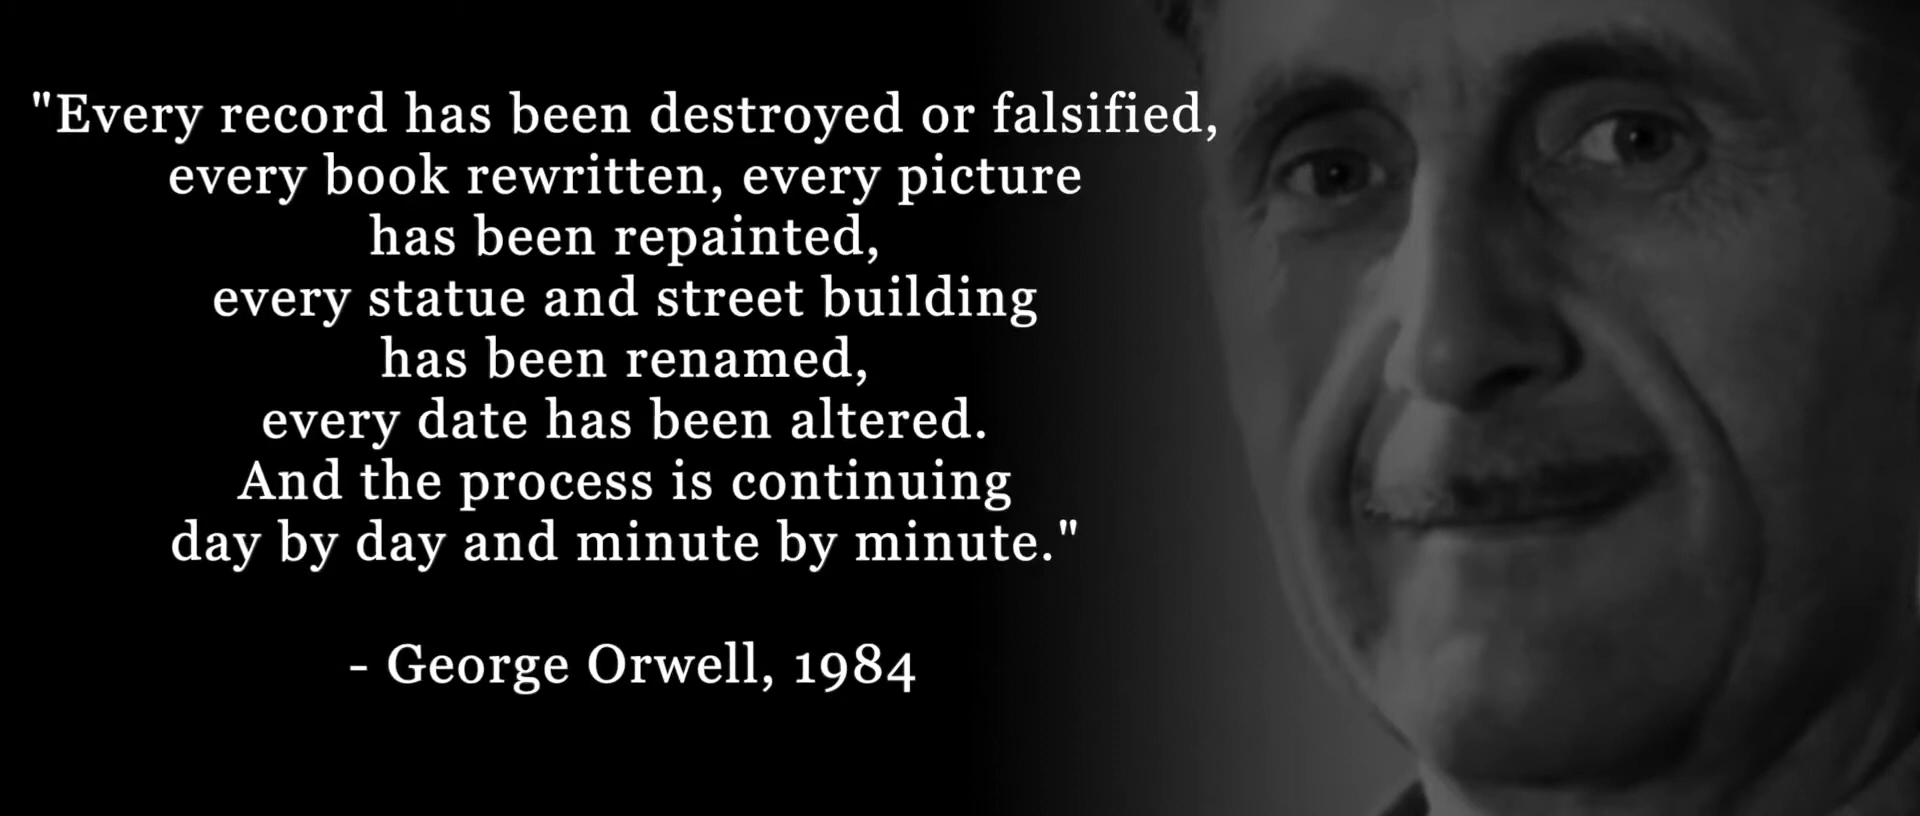 "Every record has been destroyed or falsified,
every book rewritten, every picture
has been repainted,
every statue and street building
has been renamed,
every date has been altered.
And the process is continuing
day by day and minute by minute."
- George Orwell, 1984